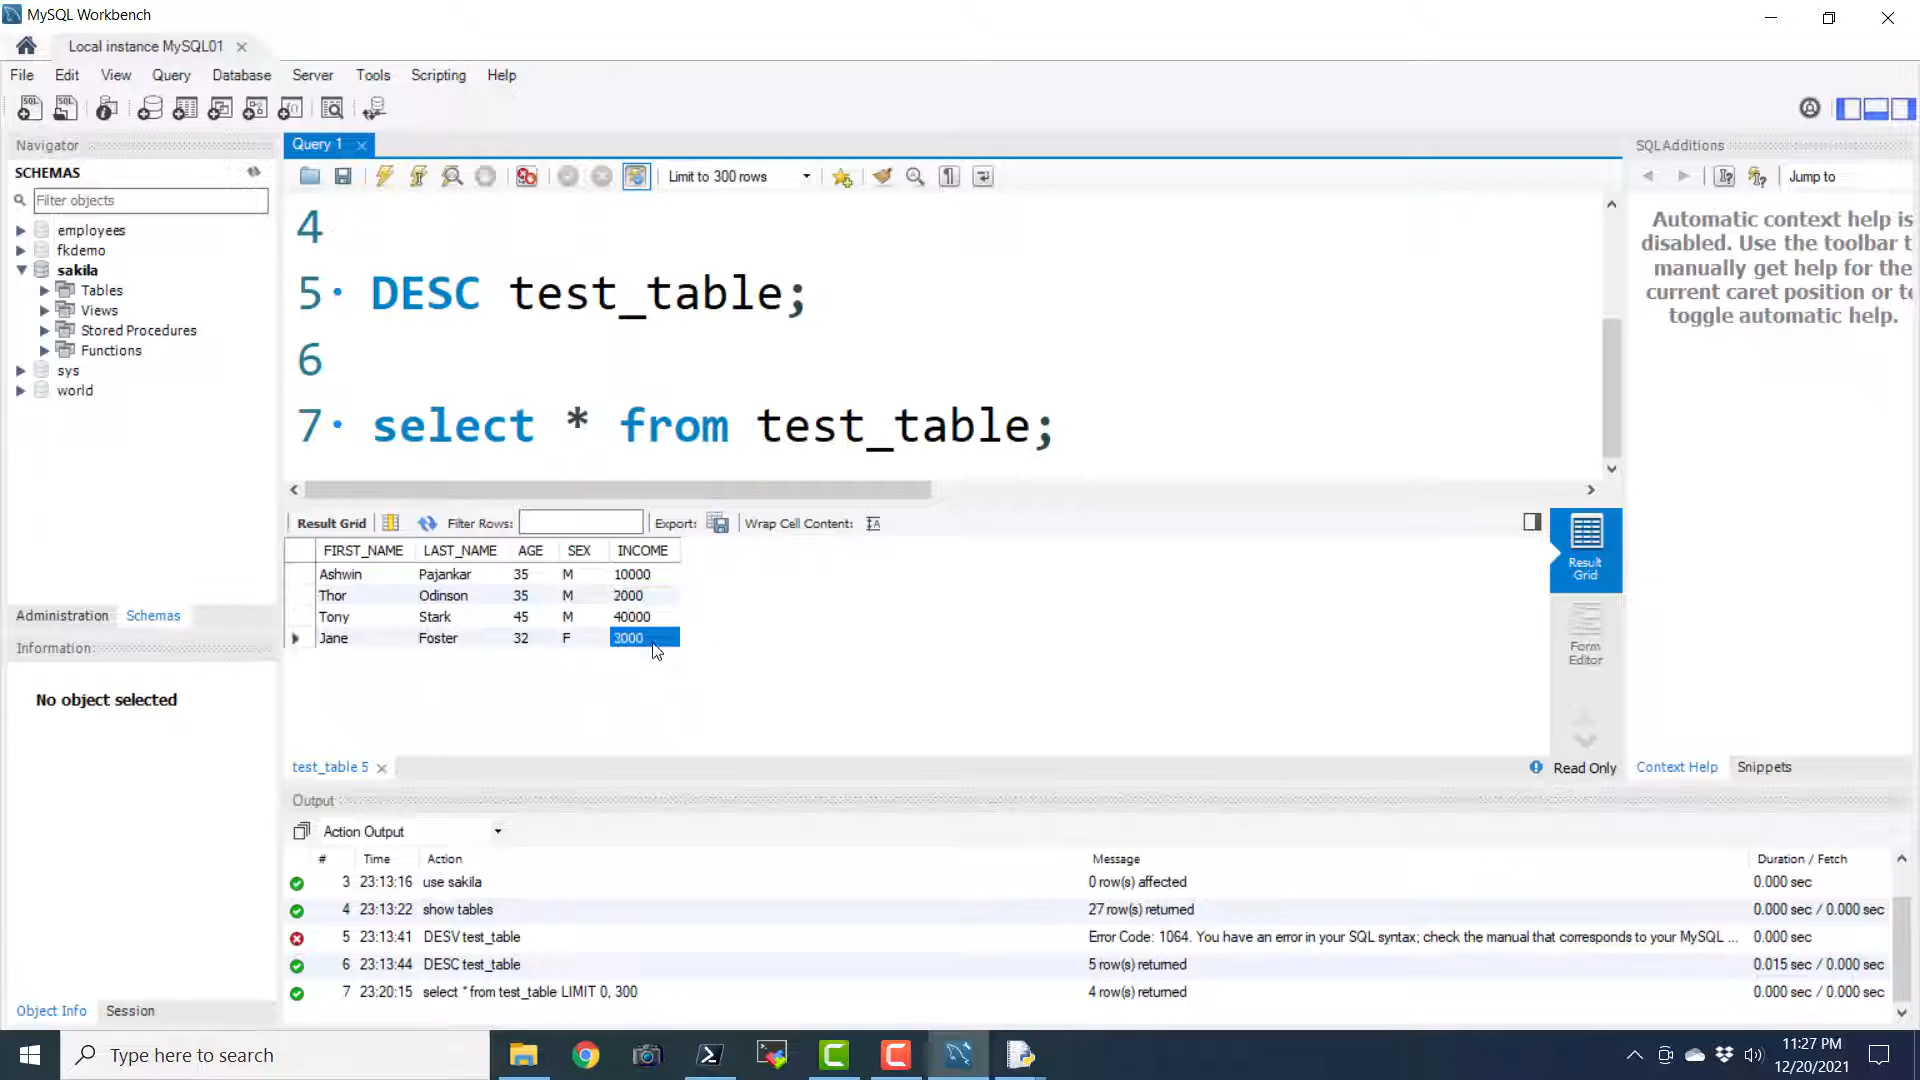 MySQL Workbench
Local instance MySQL01
File Edit View Query Database Server Tools Scripting Help
Navigator
SCHEMAS
Filter objects
employees
fkdemo
sakila
Tables
Views
Stored Procedures
Functions
sys
world
Administration Schemas
Information
No object selected
Object Info Session
Query 1
Limit to 300 rows
4
5 DESC test_table;
6
7 select * from test_table;
Result Grid Filter Rows: Export: Wrap Cell Content:
FIRST_NAME LAST_NAME AGE SEX INCOME
Ashwin Pajankar 35 M 10000
Thor Odinson 35 M 2000
Tony Stark 45 M 40000
Jane Foster 32 F 3000
Result Grid
Form Editor
test_table 5
Read Only
SQLAdditions
Jump to
Automatic context help is
disabled. Use the toolbar t
manually get help for the
current caret position or t
toggle automatic help.
Context Help Snippets
Output
Action Output
# Time Action Message Duration / Fetch
3 23:13:16 use sakila 0 row(s) affected 0.000 sec
4 23:13:22 show tables 27 row(s) returned 0.000 sec / 0.000 sec
5 23:13:41 DESV test_table Error Code: 1064. You have an error in your SQL syntax; check the manual that corresponds to your MySQL ... 0.000 sec
6 23:13:44 DESC test_table 5 row(s) returned 0.015 sec / 0.000 sec
7 23:20:15 select * from test_table LIMIT 0, 300 4 row(s) returned 0.000 sec / 0.000 sec
Type here to search
11:27 PM
12/20/2021